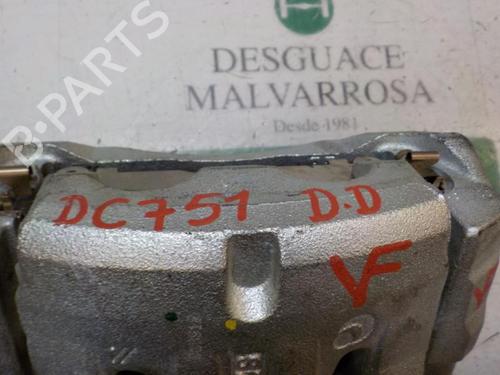 B-PARTS
DESGUACE
MALVARROSA
Desde 1981
DC751 D.D
VF